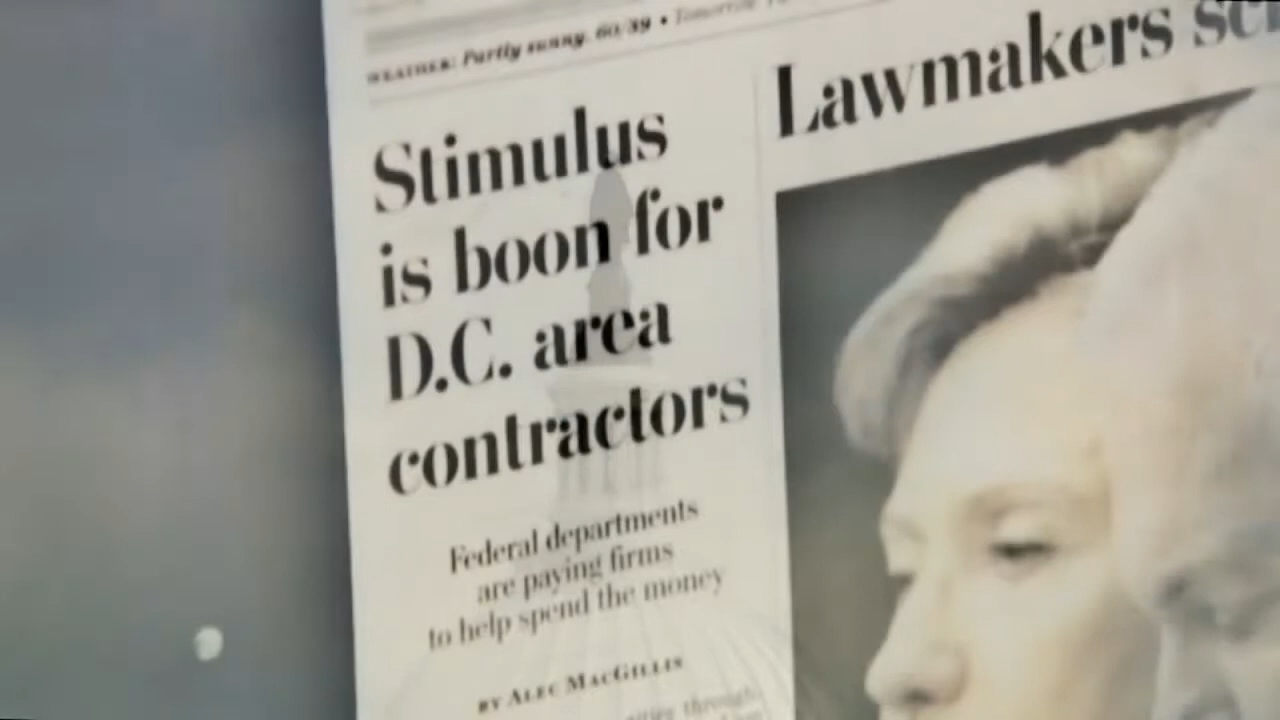 WEATHER: Partly sunny. 60/39 • Tomorrow
Lawmakers
Stimulus
is boon for
D.C. area
contractors
Federal departments
are paying firms
to help spend the money
BY ALEC MACGILLIS
through